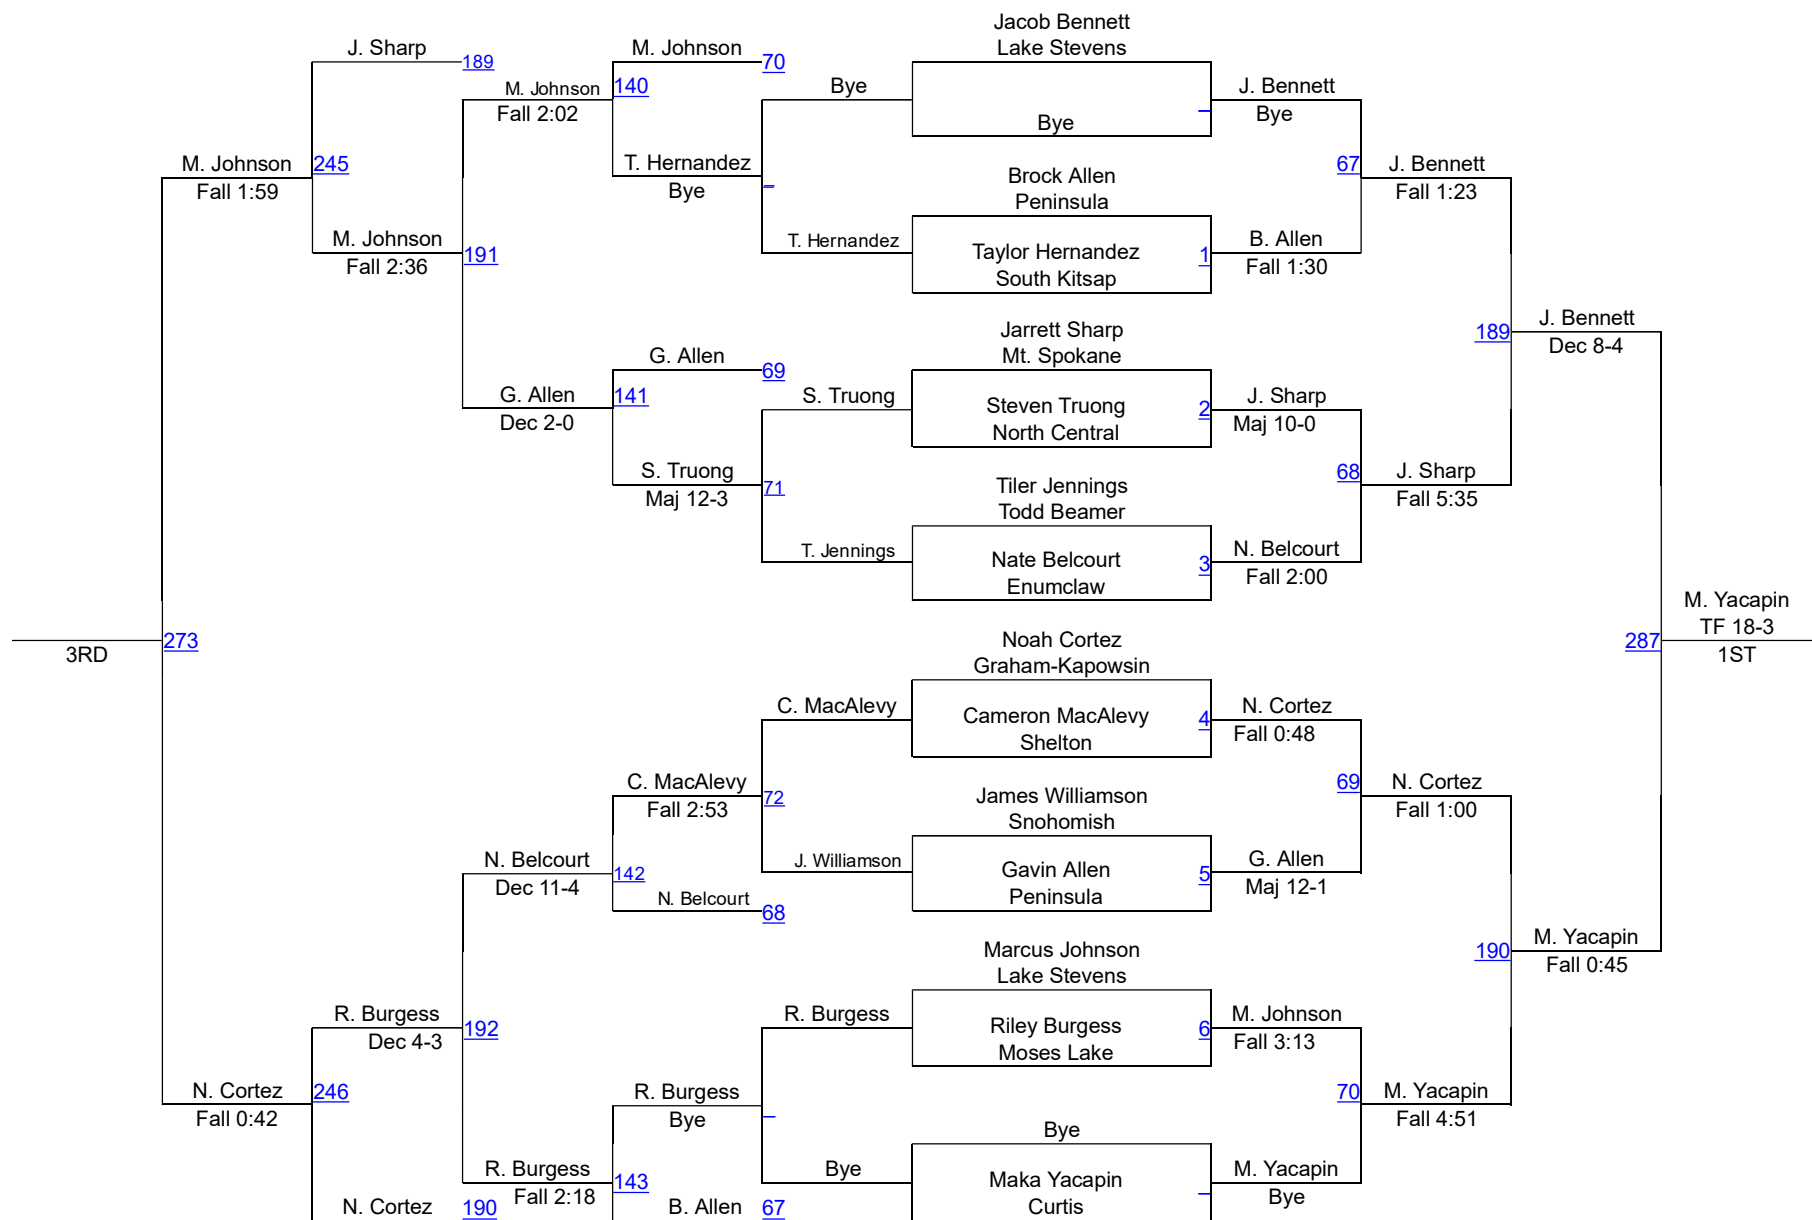 Jacob Bennett
J. Sharp
M. Johnson
Lake Stevens
189
70
M. Johnson
140
Bye
J. Bennett
Fall 2:02
Bye
Bye
M. Johnson
245
T. Hernandez
67
J. Bennett
Fall 1:59
Bye
Brock Allen
Fall 1:23
Peninsula
M. Johnson
T. Hernandez
B. Allen
Fall 2:36
191
Taylor Hernandez
1
Fall 1:30
South Kitsap
Jarrett Sharp
189
J. Bennett
G. Allen
Mt. Spokane
Dec 8-4
69
G. Allen
141
S. Truong
Steven Truong
2
J. Sharp
Dec 2-0
North Central
Maj 10-0
S. Truong
68
J. Sharp
Maj 12-3
71
Tiler Jennings
Fall 5:35
Todd Beamer
T. Jennings
Nate Belcourt
3
N. Belcourt
Enumclaw
Fall 2:00
M. Yacapin
273
Noah Cortez
287
TF 18-3
3RD
Graham-Kapowsin
1ST
C. MacAlevy
Cameron MacAlevy
4
N. Cortez
Shelton
Fall 0:48
C. MacAlevy
69
N. Cortez
Fall 2:53
72
James Williamson
Fall 1:00
Snohomish
N. Belcourt
J. Williamson
Gavin Allen
5
G. Allen
Dec 11-4
142
Peninsula
Maj 12-1
N. Belcourt
68
Marcus Johnson
190
M. Yacapin
Lake Stevens
Fall 0:45
R. Burgess
192
R. Burgess
Riley Burgess
6
M. Johnson
Dec 4-3
Moses Lake
Fall 3:13
N. Cortez
246
R. Burgess
70
M. Yacapin
Fall 0:42
Bye
Fall 4:51
Bye
R. Burgess
143
Bye
Maka Yacapin
M. Yacapin
Fall 2:18
Curtis
Bye
N. Cortez
190
B. Allen
67